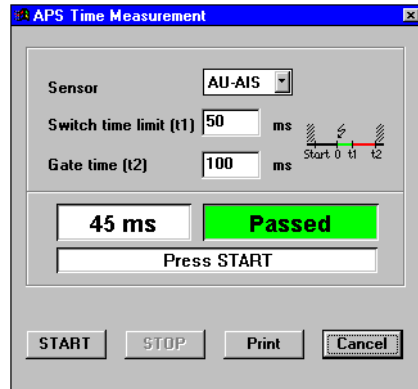 APS Time Measurement
Sensor AU-AIS
Switch time limit (t1) 50 ms
Gate time (t2) 100 ms
Start 0 t1 t2
45 ms Passed
Press START
START STOP Print Cancel